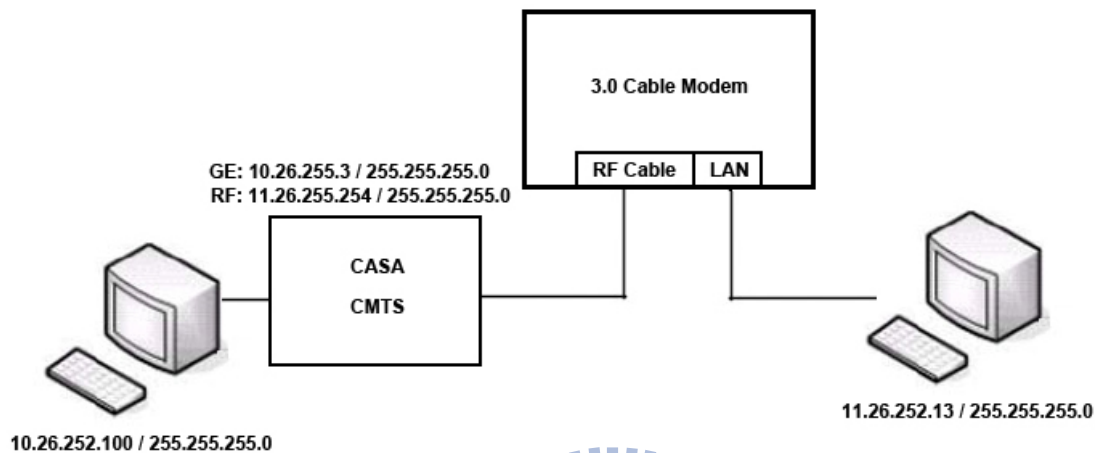 3.0 Cable Modem
RF Cable
LAN
GE: 10.26.255.3 / 255.255.255.0
RF: 11.26.255.254 / 255.255.255.0
CASA
CMTS
11.26.252.13 / 255.255.255.0
10.26.252.100 / 255.255.255.0